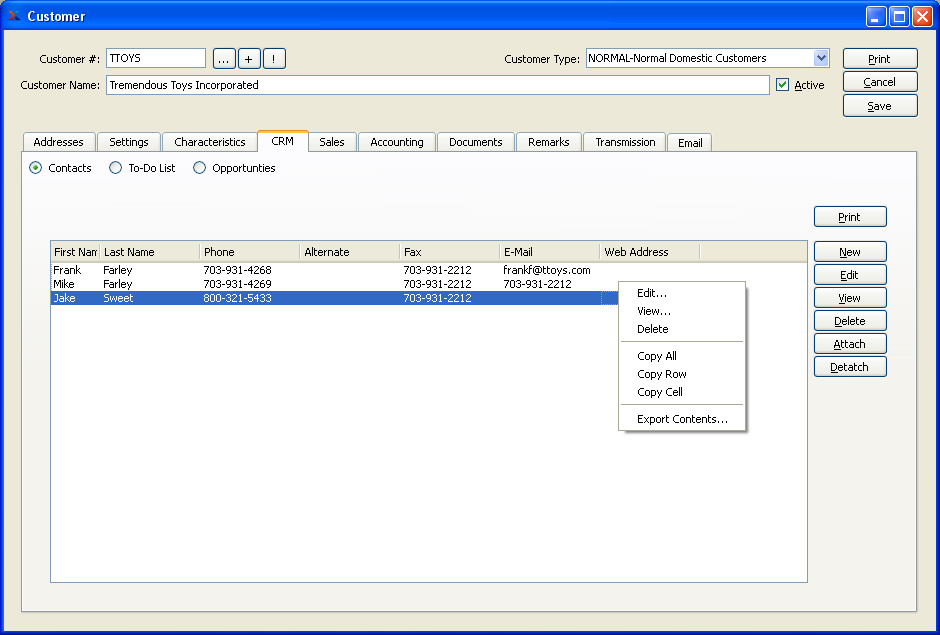 Customer
Customer #: TTOYS ... + ! Customer Type: NORMAL-Normal Domestic Customers Print
Customer Name: Tremendous Toys Incorporated Active Cancel
Save
Addresses Settings Characteristics CRM Sales Accounting Documents Remarks Transmission Email
Contacts To-Do List Opportunties
Print
First Nam Last Name Phone Alternate Fax E-Mail Web Address New
Frank Farley 703-931-4268 703-931-2212 frankf@ttoys.com Edit
Mike Farley 703-931-4269 703-931-2212 703-931-2212
Jake Sweet 800-321-5433 703-931-2212 View
Edit...
View...
Delete
Copy All
Copy Row
Copy Cell
Export Contents...
Delete
Attach
Detatch